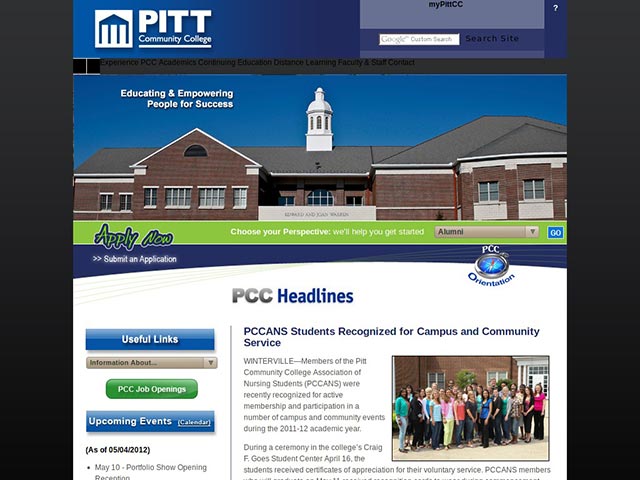 PITT
Community College
myPittCC
?
Google™ Custom Search
Search Site
Experience PCC Academics Continuing Education Distance Learning Faculty & Staff Contact
Educating & Empowering
People for Success
EDWARD AND JOAN WARREN
Apply Now
Choose your Perspective: we'll help you get started
Alumni
GO
>> Submit an Application
PCC
Orientation
PCC Headlines
Useful Links
Information About...
PCC Job Openings
Upcoming Events [Calendar]
(As of 05/04/2012)
May 10 - Portfolio Show Opening
Reception
PCCANS Students Recognized for Campus and Community
Service
WINTERVILLE—Members of the Pitt
Community College Association of
Nursing Students (PCCANS) were
recently recognized for active
membership and participation in a
number of campus and community events
during the 2011-12 academic year.
During a ceremony in the college's Craig
F. Goes Student Center April 16, the
students received certificates of appreciation for their voluntary service. PCCANS members